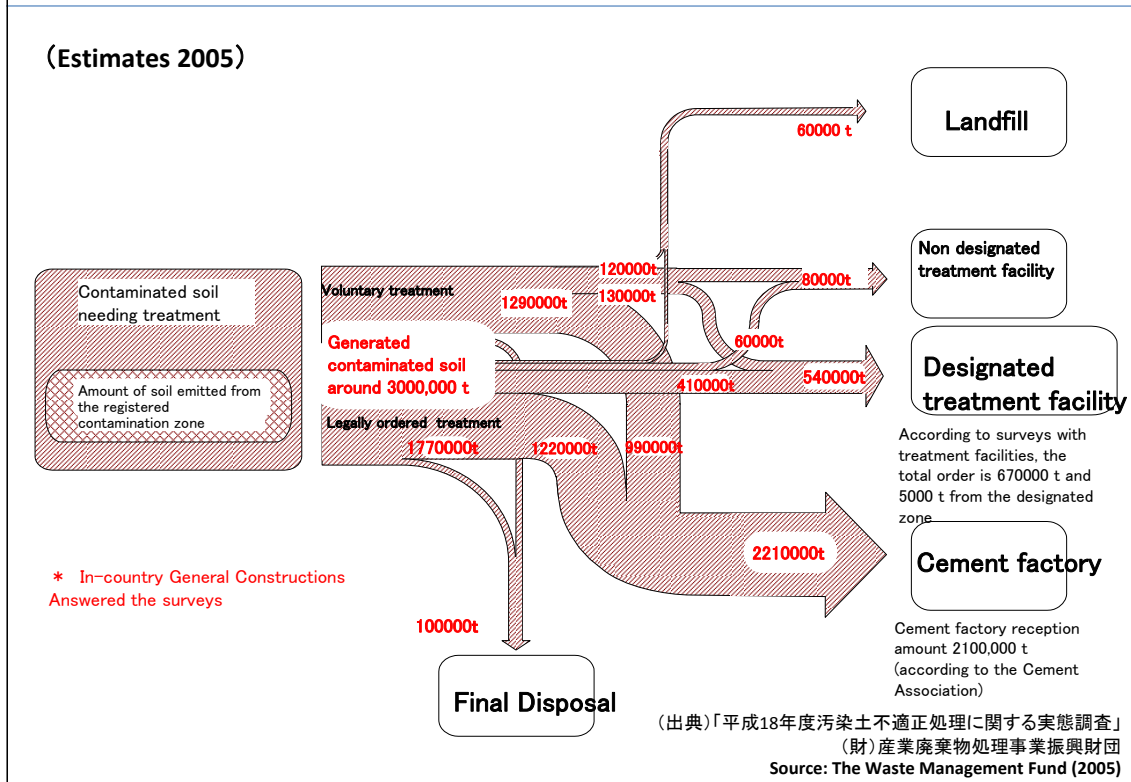 （Estimates 2005）
60000 t
Landfill
Non designated
treatment facility
120000t
80000t
Contaminated soil
needing treatment
Voluntary treatment
1290000t
130000t
Generated
contaminated soil
around 3000,000 t
60000t
410000t
540000t
Designated
treatment facility
Amount of soil emitted from
the registered
contamination zone
Legally ordered treatment
1770000t
1220000t
990000t
According to surveys with
treatment facilities, the
total order is 670000 t and
5000 t from the designated
zone
2210000t
Cement factory
* In-country General Constructions
Answered the surveys
100000t
Cement factory reception
amount 2100,000 t
(according to the Cement
Association)
Final Disposal
（出典）「平成18年度汚染土不適正処理に関する実態調査」
（財）産業廃棄物処理事業振興財団
Source: The Waste Management Fund (2005)